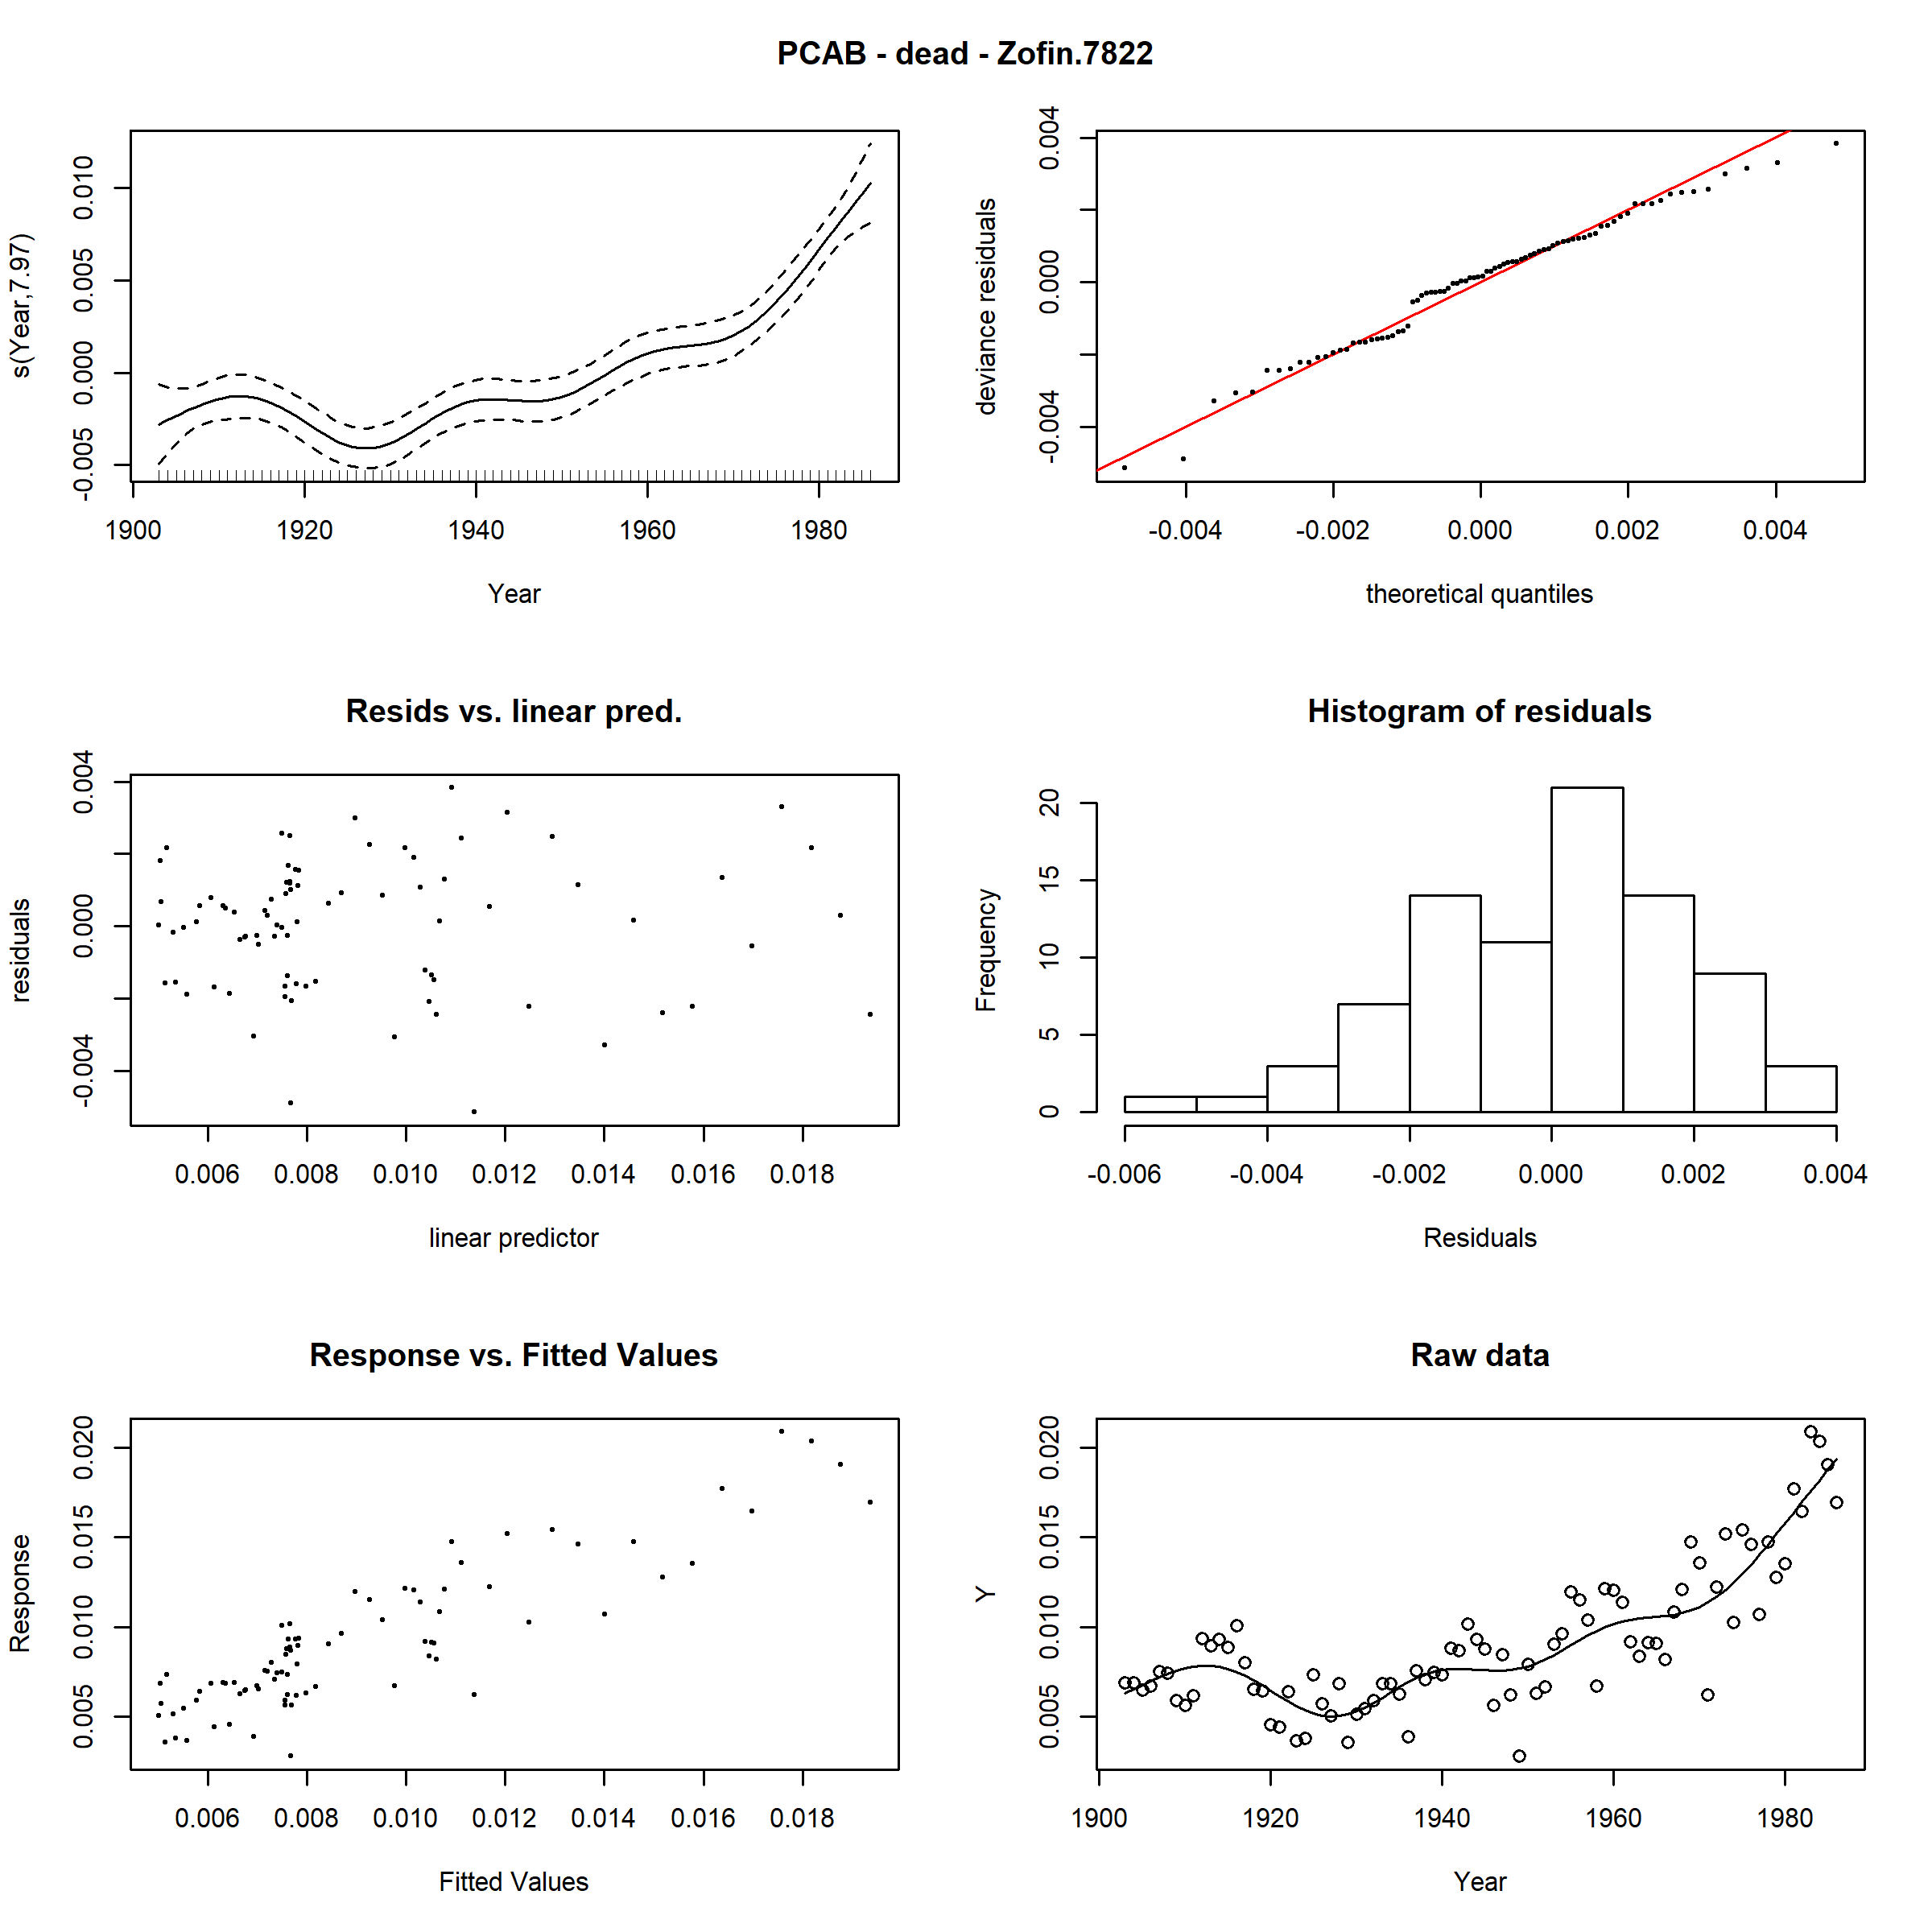 PCAB - dead - Zofin.7822
s(Year,7.97)
-0.005 0.000 0.005 0.010
1900 1920 1940 1960 1980
Year
deviance residuals
-0.004 0.000 0.004
-0.004 -0.002 0.000 0.002 0.004
theoretical quantiles
Resids vs. linear pred.
residuals
-0.004 0.000 0.004
0.006 0.008 0.010 0.012 0.014 0.016 0.018
linear predictor
Histogram of residuals
Frequency
0 5 10 15 20
-0.006 -0.004 -0.002 0.000 0.002 0.004
Residuals
Response vs. Fitted Values
Response
0.005 0.010 0.015 0.020
0.006 0.008 0.010 0.012 0.014 0.016 0.018
Fitted Values
Raw data
Y
0.005 0.010 0.015 0.020
1900 1920 1940 1960 1980
Year